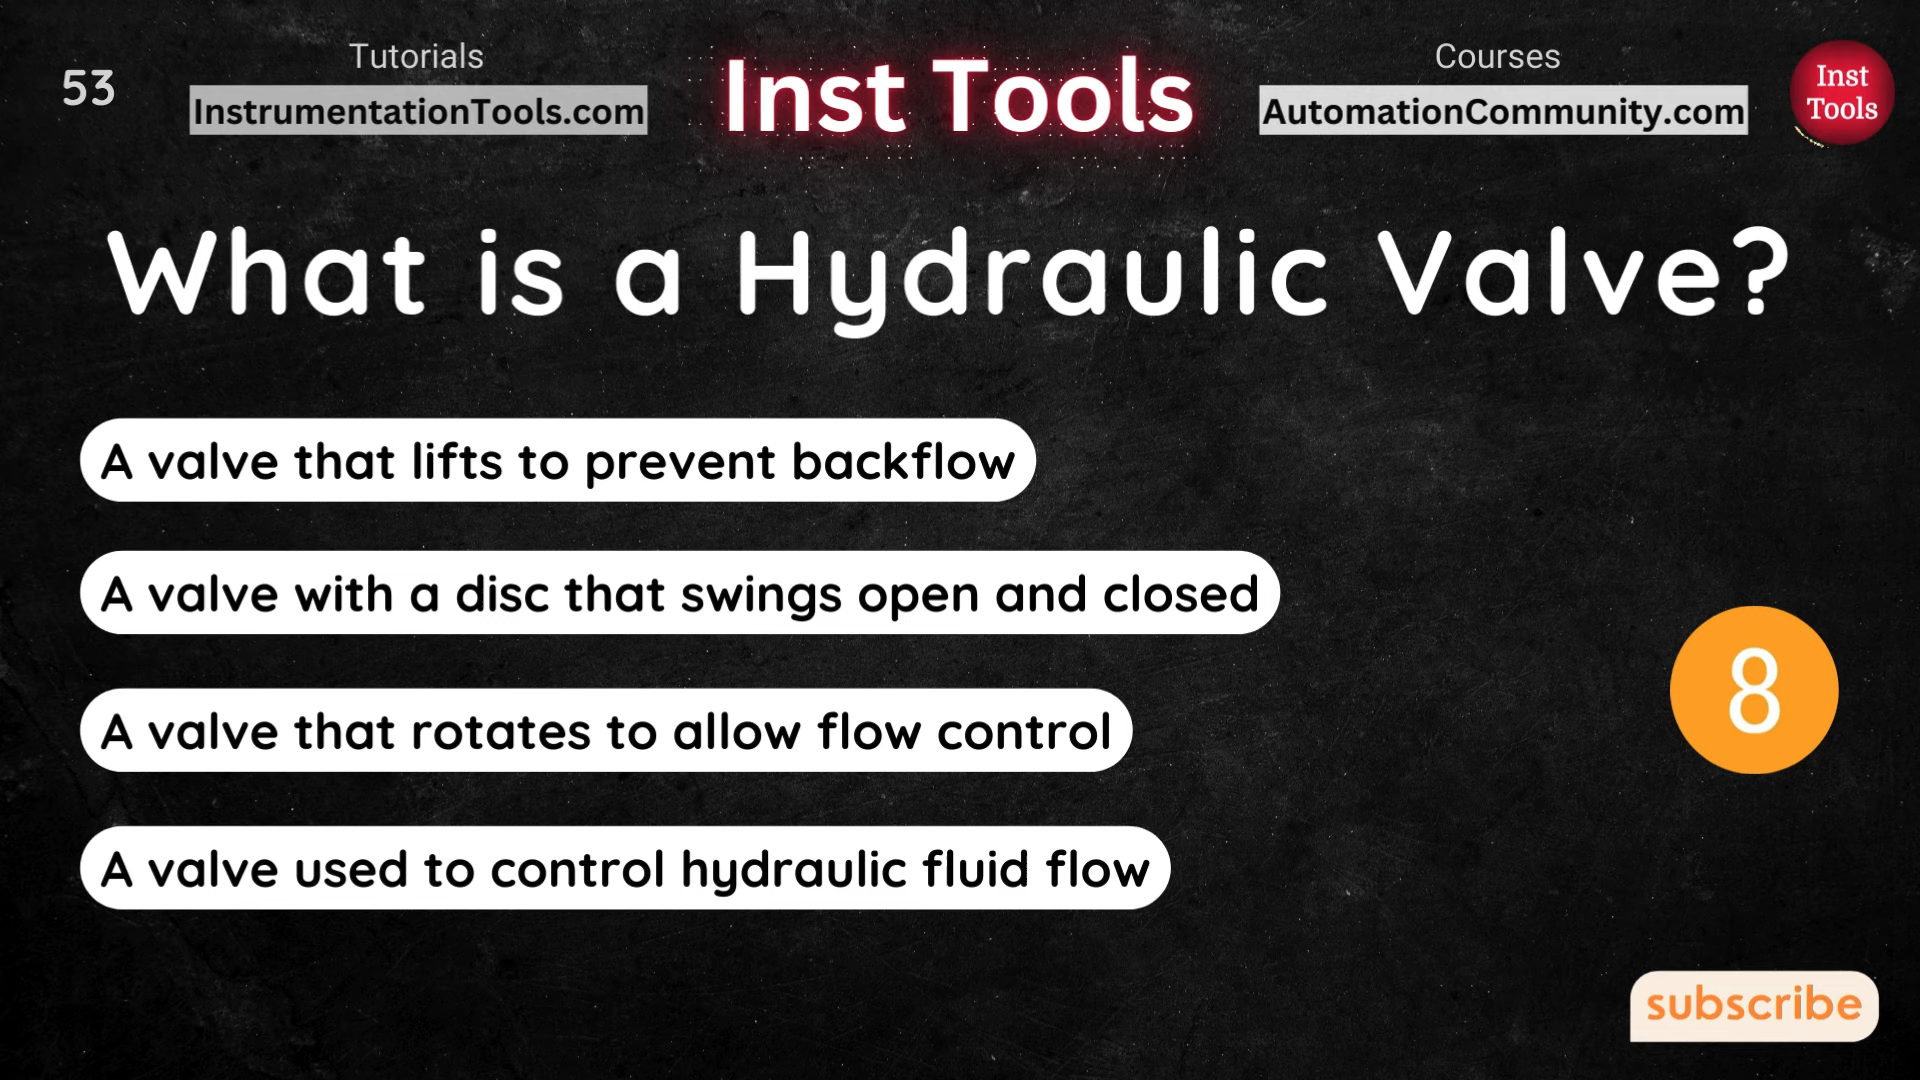 53
Tutorials
InstrumentationTools.com
Inst Tools
Courses
AutomationCommunity.com
Inst
Tools
What is a Hydraulic Valve?
A valve that lifts to prevent backflow
A valve with a disc that swings open and closed
A valve that rotates to allow flow control
A valve used to control hydraulic fluid flow
8
subscribe